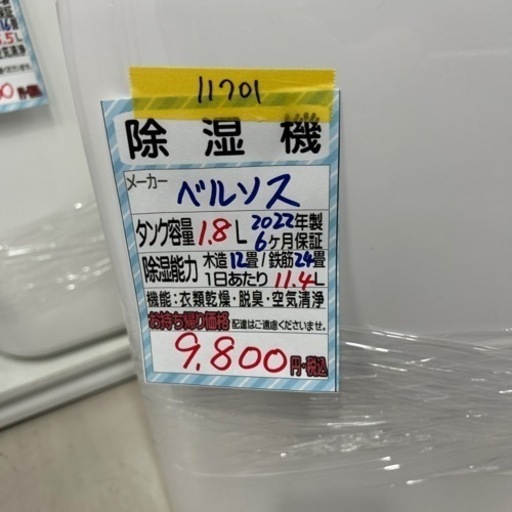 11701
除湿機
メーカー ベルソス
タンク容量 1.8L 2022年製
6ヶ月保証
除湿能力 木造12畳/鉄筋24畳
1日あたり 11.4L
機能:衣類乾燥・脱臭・空気清浄
お持ち帰り価格 配達はご遠慮くださいませ。
9,800円・税込